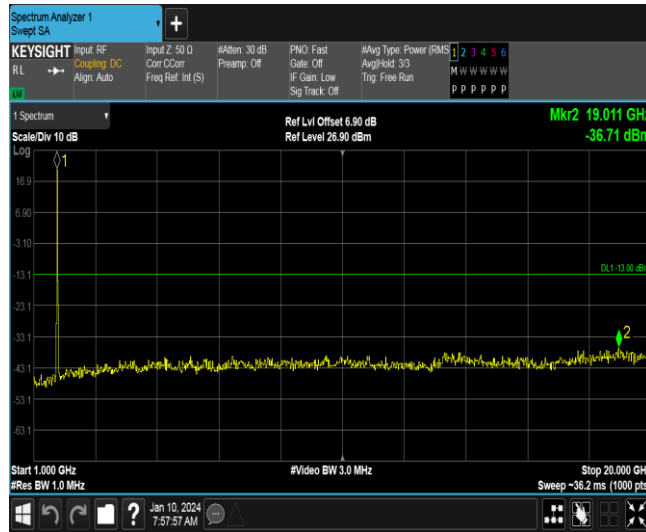 Spectrum Analyzer 1
Swept SA
+
KEYSIGHT
RL
LXI
Input: RF
Coupling: DC
Align: Auto
Input Z: 50 Ω
Corr CCorr
Freq Ref: Int (S)
#Atten: 30 dB
Preamp: Off
PNO: Fast
Gate: Off
IF Gain: Low
Sig Track: Off
#Avg Type: Power (RMS
Avg|Hold: 3/3
Trig: Free Run
1 2 3 4 5 6
M W W W W W
P P P P P P
1 Spectrum
Scale/Div 10 dB
Log
Ref Lvl Offset 6.90 dB
Ref Level 26.90 dBm
Mkr2 19.011 GHz
-36.71 dBm
1
16.9
6.90
-3.10
-13.1
DL1 -13.00 dBm
-23.1
-33.1
2
-43.1
-53.1
-63.1
Start 1.000 GHz
#Res BW 1.0 MHz
#Video BW 3.0 MHz
Stop 20.000 GHz
Sweep ~36.2 ms (1000 pts)
?
Jan 10, 2024
7:57:57 AM